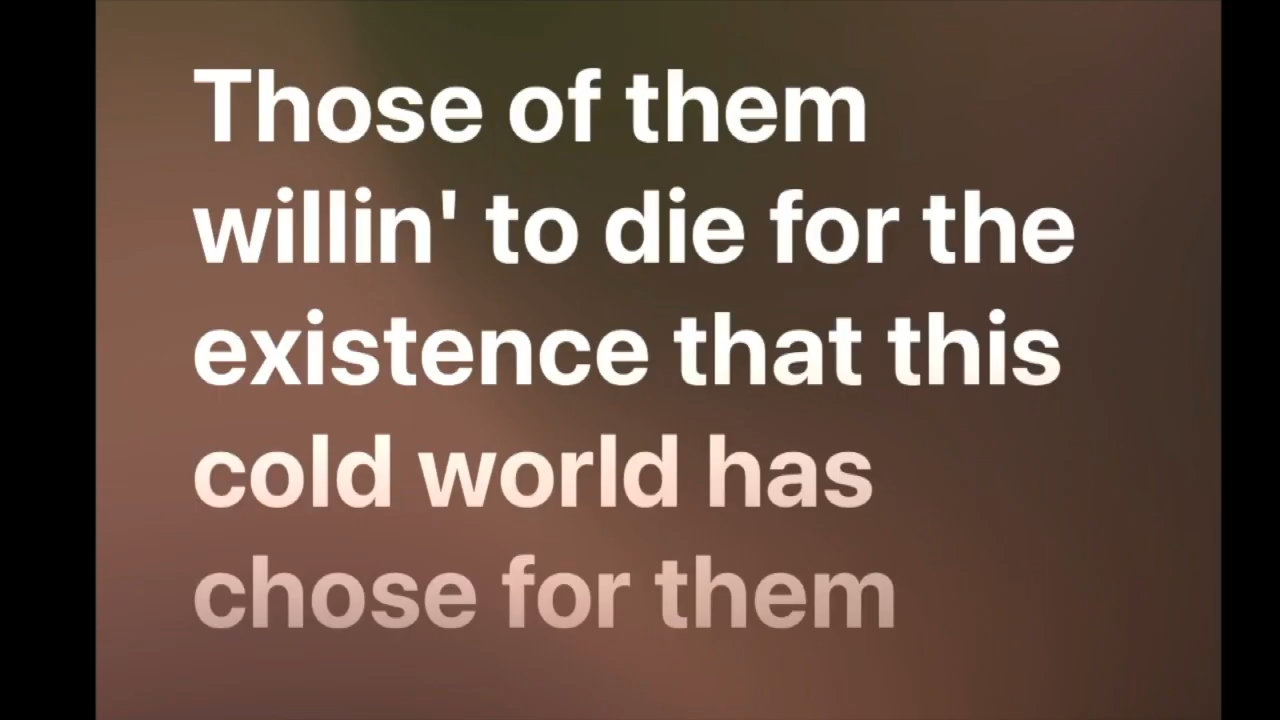 Those of them
willin' to die for the
existence that this
cold world has
chose for them